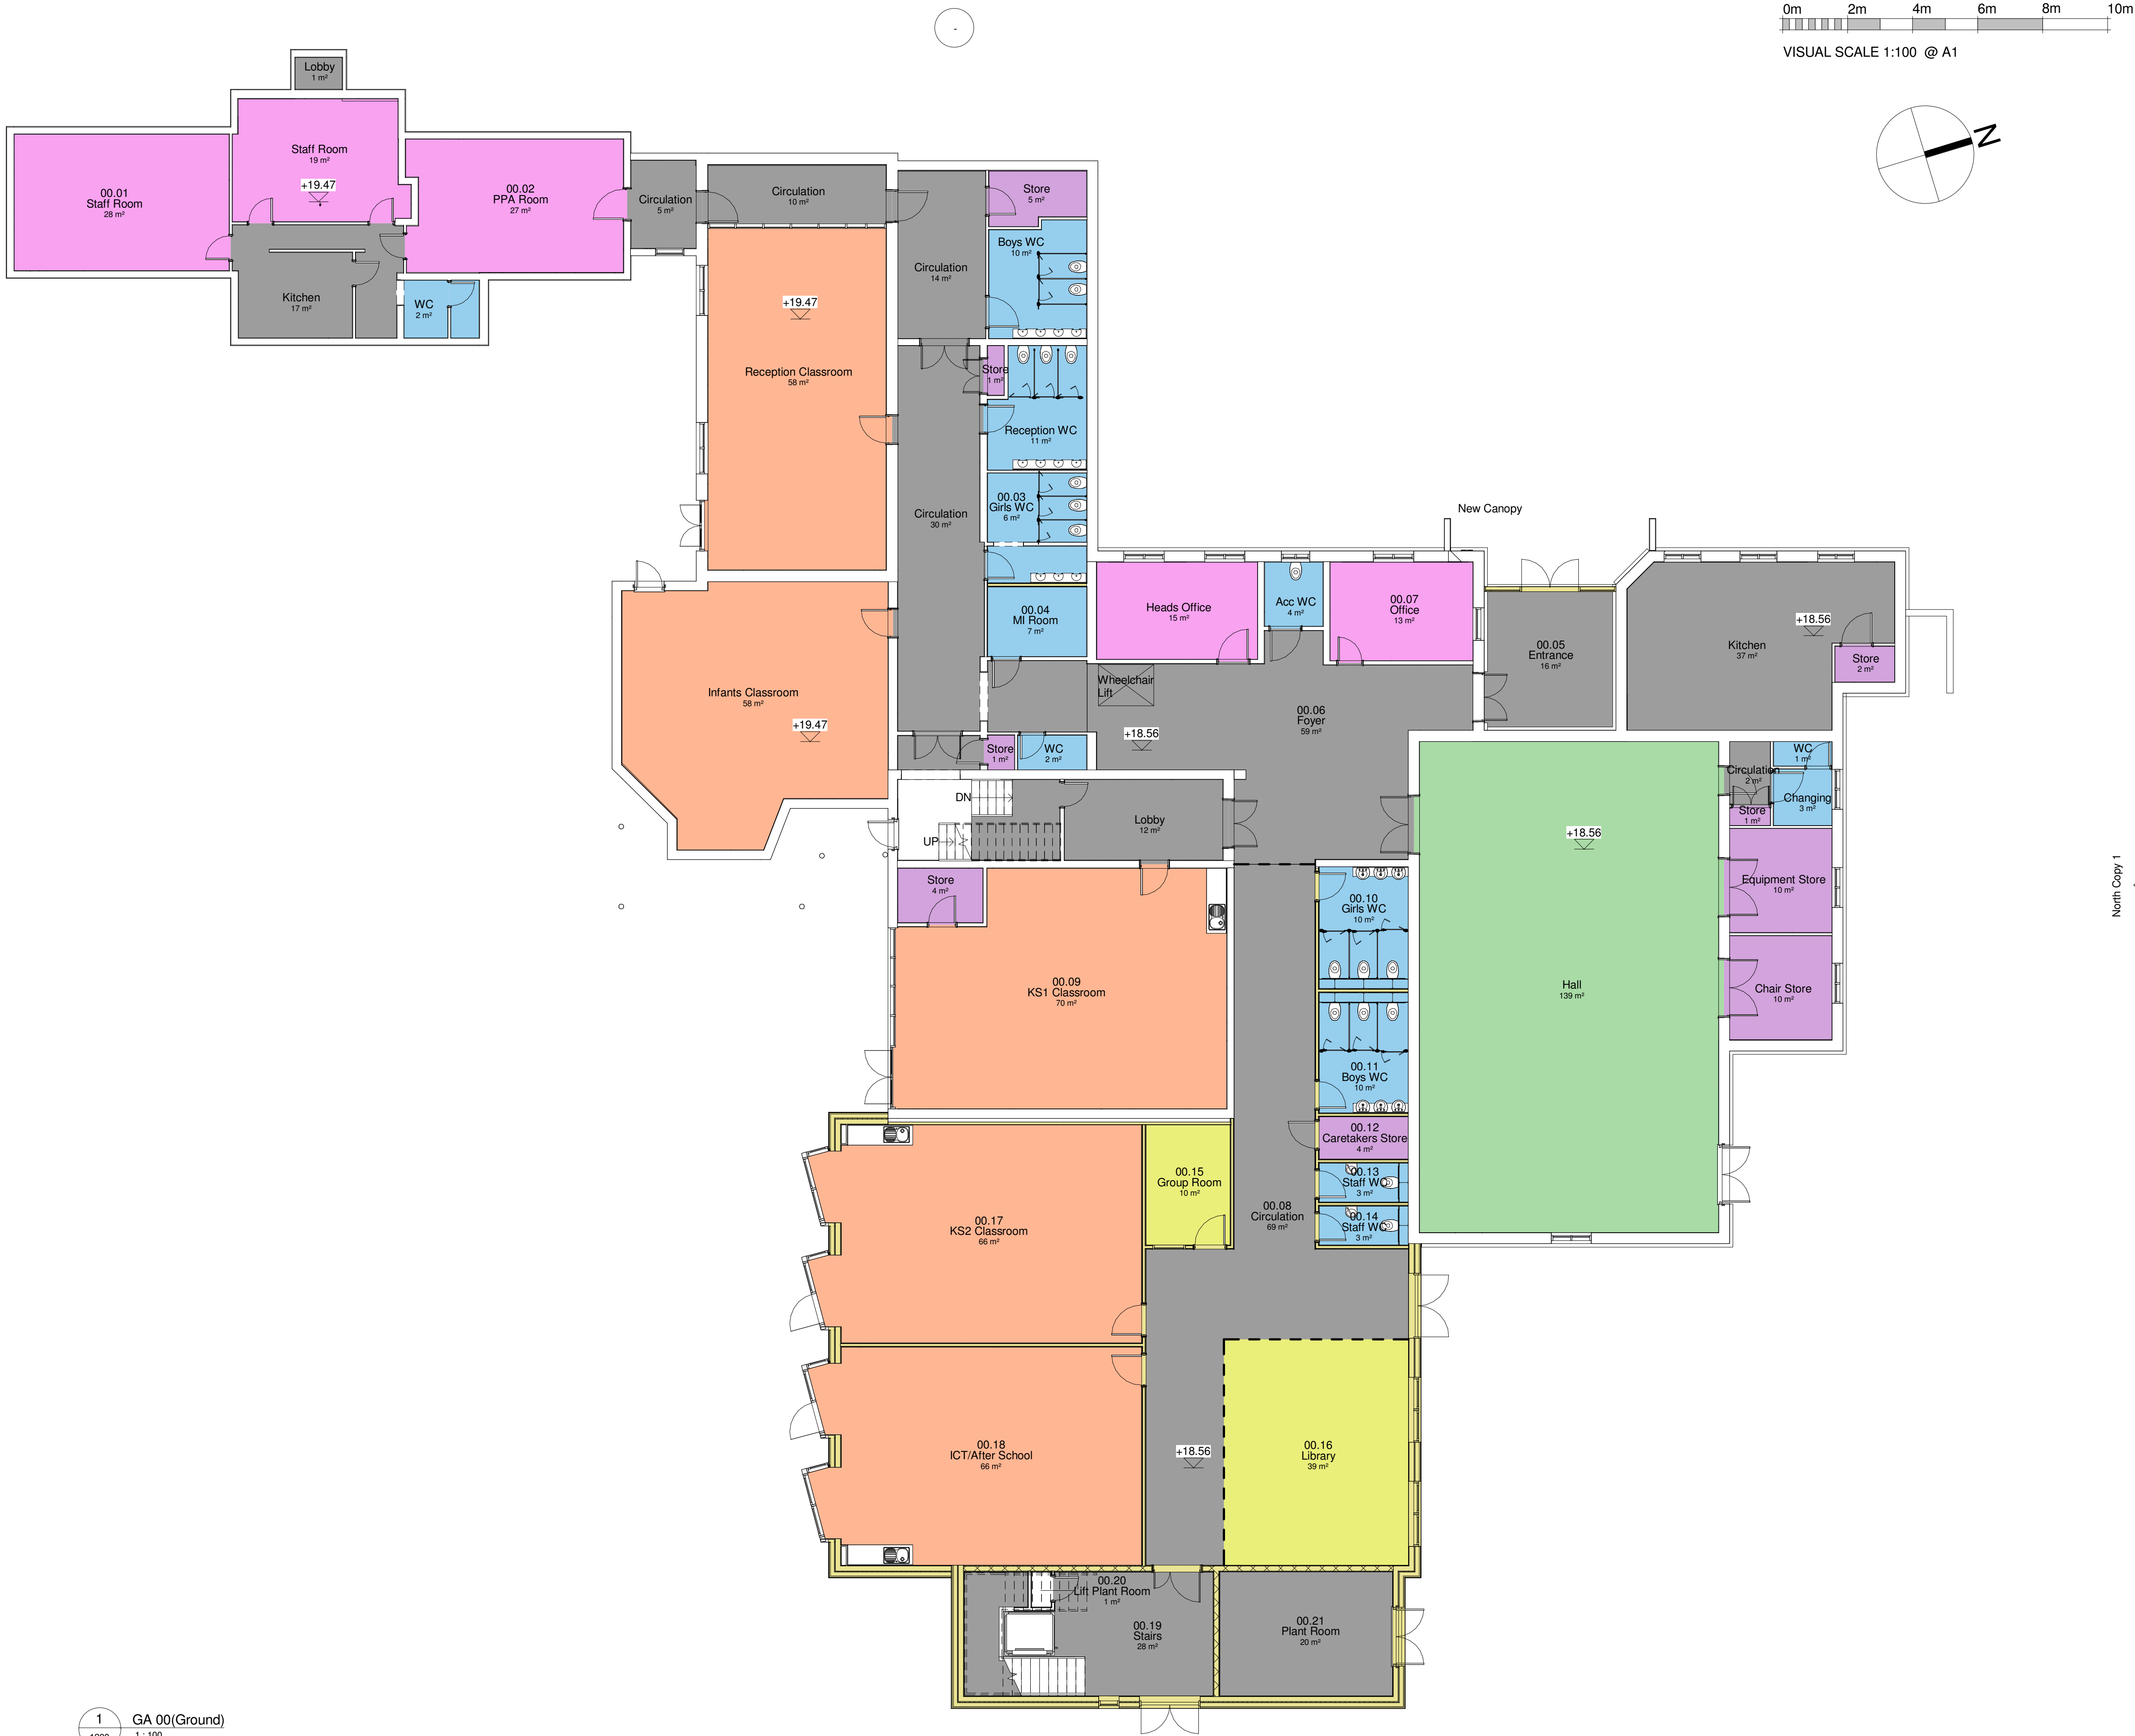 0m 2m 4m 6m 8m 10m
VISUAL SCALE 1:100 @ A1
N
-
Lobby
1 m²
Staff Room
19 m²
+19.47
00.01
Staff Room
28 m²
00.02
PPA Room
27 m²
Kitchen
17 m²
WC
2 m²
Circulation
5 m²
Circulation
10 m²
Circulation
14 m²
Store
5 m²
Boys WC
10 m²
+19.47
Reception Classroom
58 m²
Store
1 m²
Reception WC
11 m²
00.03
Girls WC
6 m²
Circulation
30 m²
00.04
MI Room
7 m²
Infants Classroom
58 m²
+19.47
New Canopy
Heads Office
15 m²
Acc WC
4 m²
00.07
Office
13 m²
00.05
Entrance
16 m²
Kitchen
37 m²
+18.56
Store
2 m²
Wheelchair
Lift
+18.56
00.06
Foyer
59 m²
Store
1 m²
WC
2 m²
DN
UP
Lobby
12 m²
WC
1 m²
Circulation
2 m²
Changing
3 m²
Store
1 m²
+18.56
Equipment Store
10 m²
Chair Store
10 m²
Hall
139 m²
North Copy 1
Store
4 m²
00.09
KS1 Classroom
70 m²
00.10
Girls WC
10 m²
00.11
Boys WC
10 m²
00.12
Caretakers Store
4 m²
00.13
Staff WC
3 m²
00.14
Staff WC
3 m²
00.15
Group Room
10 m²
00.08
Circulation
69 m²
00.17
KS2 Classroom
66 m²
00.18
ICT/After School
66 m²
+18.56
00.16
Library
39 m²
00.20
Lift Plant Room
1 m²
00.19
Stairs
28 m²
00.21
Plant Room
20 m²
1
GA 00(Ground)
1 : 100